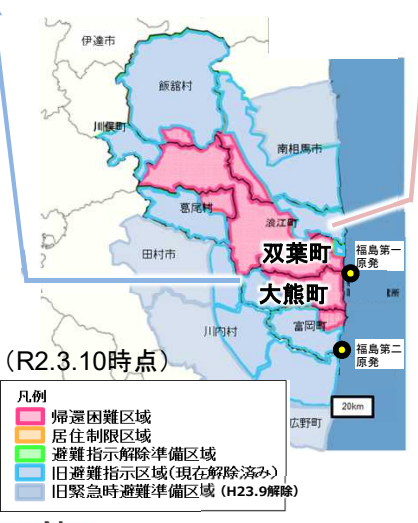 伊達市
飯舘村
川俣町
南相馬市
葛尾村
浪江町
双葉町
福島第一
原発
田村市
大熊町
富岡町
川内村
福島第二
原発
(R2.3.10時点)
20km
広野町
凡例
帰還困難区域
居住制限区域
避難指示解除準備区域
旧避難指示区域(現在解除済み)
旧緊急時避難準備区域 (H23.9解除)